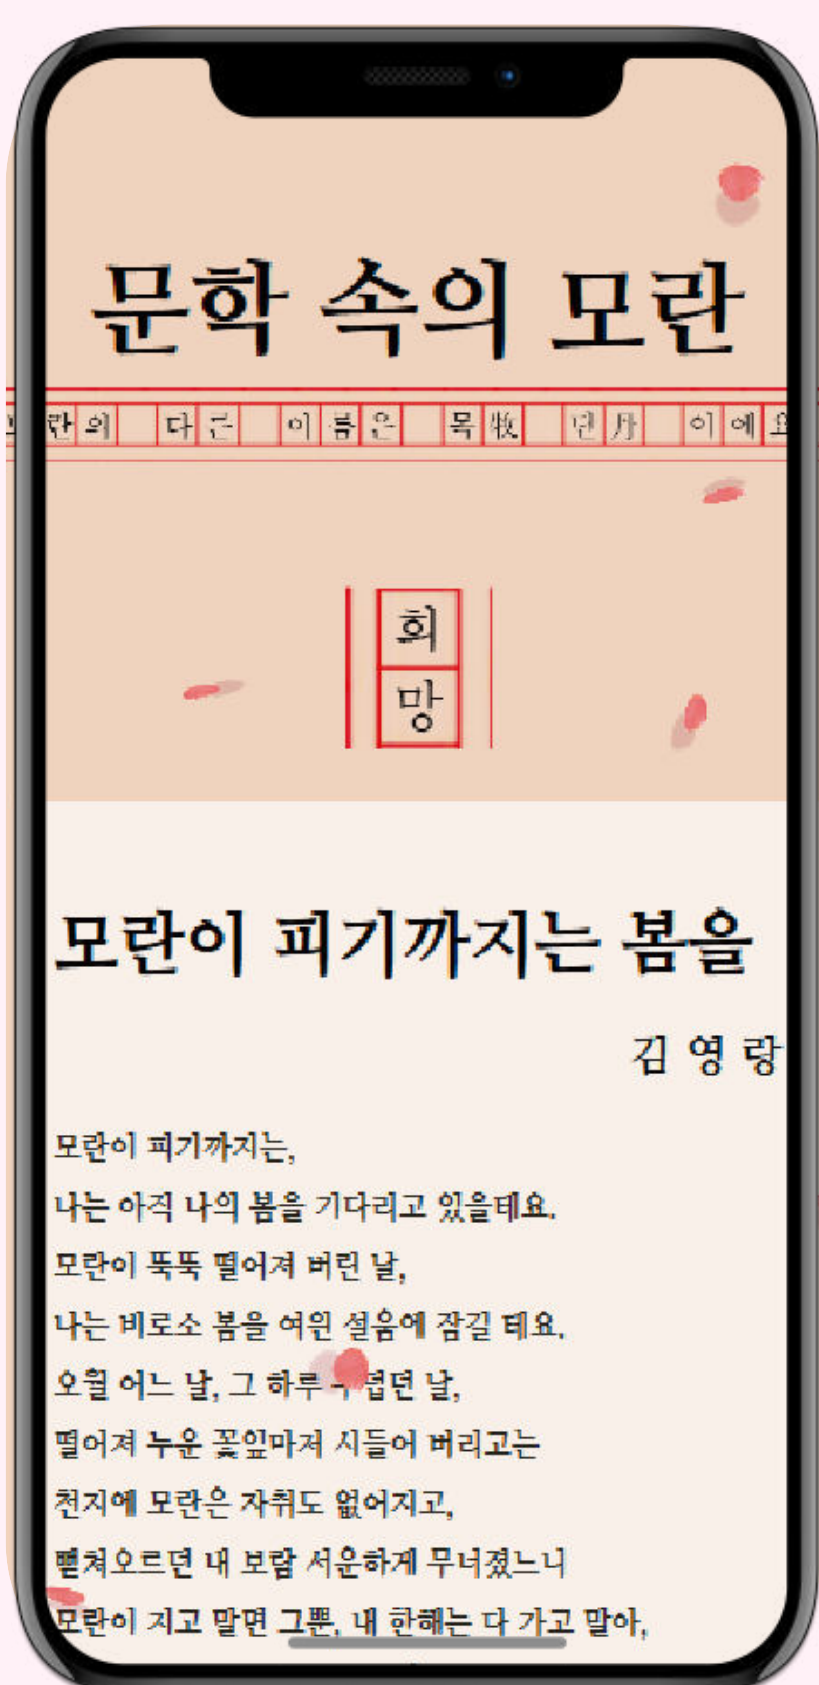 문학 속의 모란
란의 다른 이름은 목牧 단丹 이에요
희망
모란이 피기까지는 봄을
김영랑
모란이 피기까지는,
나는 아직 나의 봄을 기다리고 있을테요.
모란이 뚝뚝 떨어져 버린 날,
나는 비로소 봄을 여읜 설움에 잠길 테요.
오월 어느 날, 그 하루 날,
떨어져 누운 꽃잎마저 시들어 버리고는
천지에 모란은 자취도 없어지고,
뻗쳐오르던 내 보람 서운하게 무너졌느니
모란이 지고 말면 그뿐, 내 한해는 다 가고 말아,